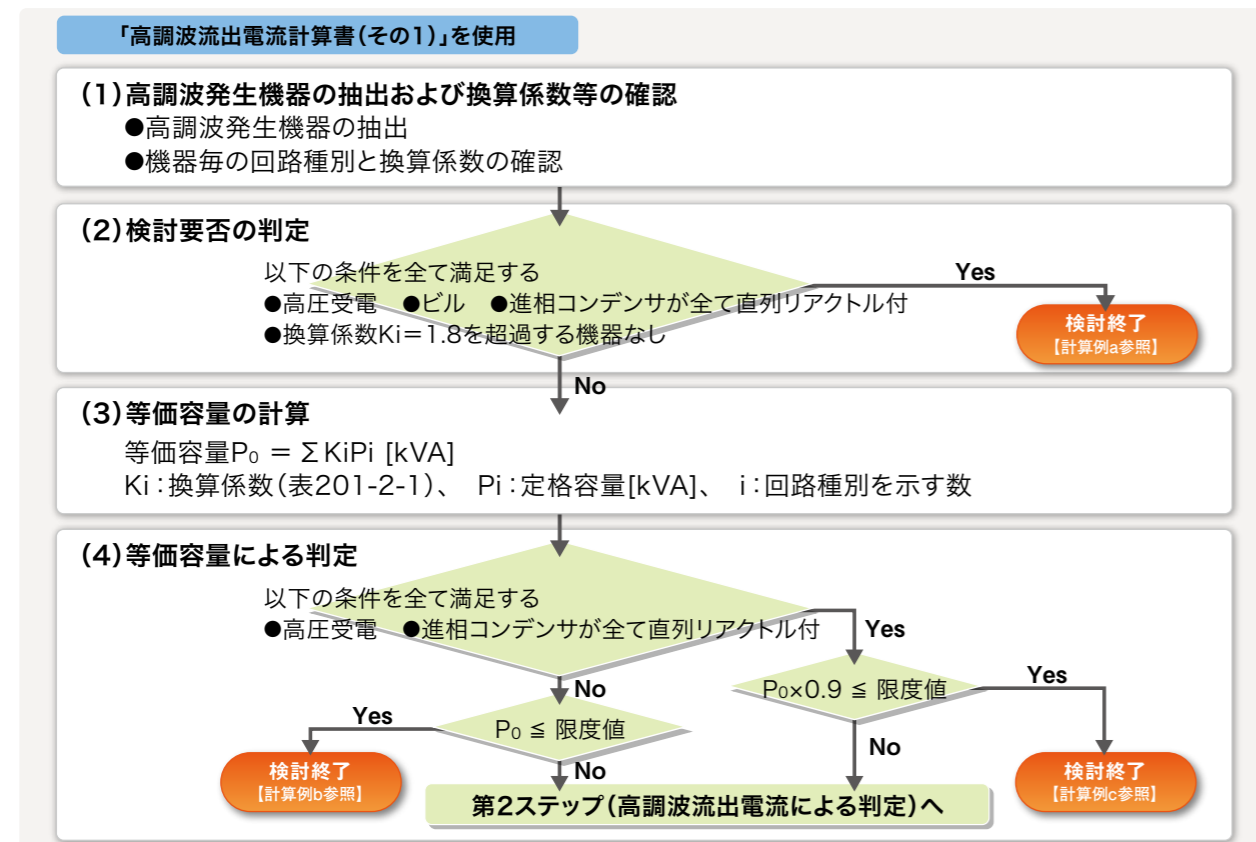 「高調波流出電流計算書(その1)」を使用
(1)高調波発生機器の抽出および換算係数等の確認
●高調波発生機器の抽出
●機器毎の回路種別と換算係数の確認
(2)検討要否の判定
以下の条件を全て満足する
●高圧受電 ●ビル ●進相コンデンサが全て直列リアクトル付
●換算係数Ki=1.8を超過する機器なし
Yes
検討終了
【計算例a参照】
No
(3)等価容量の計算
等価容量P₀ = ΣKiPi [kVA]
Ki:換算係数(表201-2-1)、 Pi:定格容量[kVA]、 i:回路種別を示す数
(4)等価容量による判定
以下の条件を全て満足する
●高圧受電 ●進相コンデンサが全て直列リアクトル付
Yes
No
P₀×0.9 ≦ 限度値
Yes
P₀ ≦ 限度値
Yes
No
No
検討終了
【計算例b参照】
検討終了
【計算例c参照】
第2ステップ(高調波流出電流による判定)へ